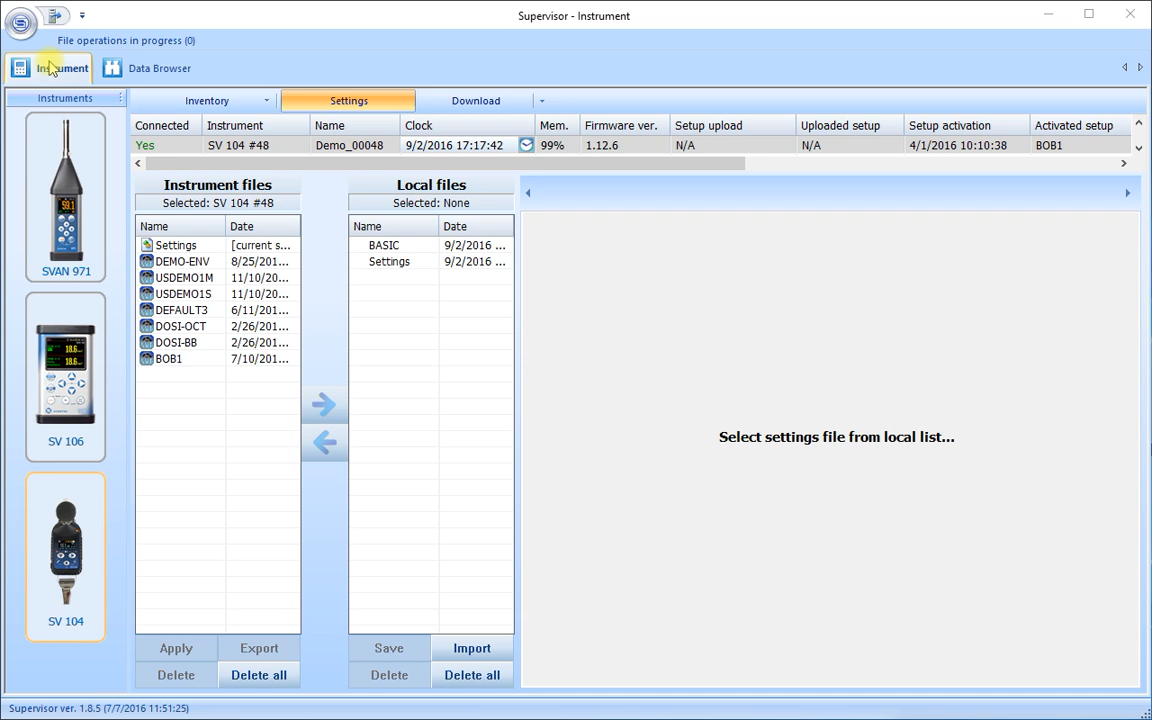 Supervisor - Instrument
File operations in progress (0)
Instrument Data Browser
Instruments
Inventory Settings Download
Connected Instrument Name Clock Mem. Firmware ver. Setup upload Uploaded setup Setup activation Activated setup
Yes SV 104 #48 Demo_00048 9/2/2016 17:17:42 99% 1.12.6 N/A N/A 4/1/2016 10:10:38 BOB1
SVAN 971
SV 106
SV 104
Instrument files
Selected: SV 104 #48
Name Date
Settings [current s...
DEMO-ENV 8/25/201...
USDEMO1M 11/10/20...
USDEMO1S 11/10/20...
DEFAULT3 6/11/201...
DOSI-OCT 2/26/201...
DOSI-BB 2/26/201...
BOB1 7/10/201...
Apply Export
Delete Delete all
Local files
Selected: None
Name Date
BASIC 9/2/2016 ...
Settings 9/2/2016 ...
Save Import
Delete Delete all
Select settings file from local list...
Supervisor ver. 1.8.5 (7/7/2016 11:51:25)